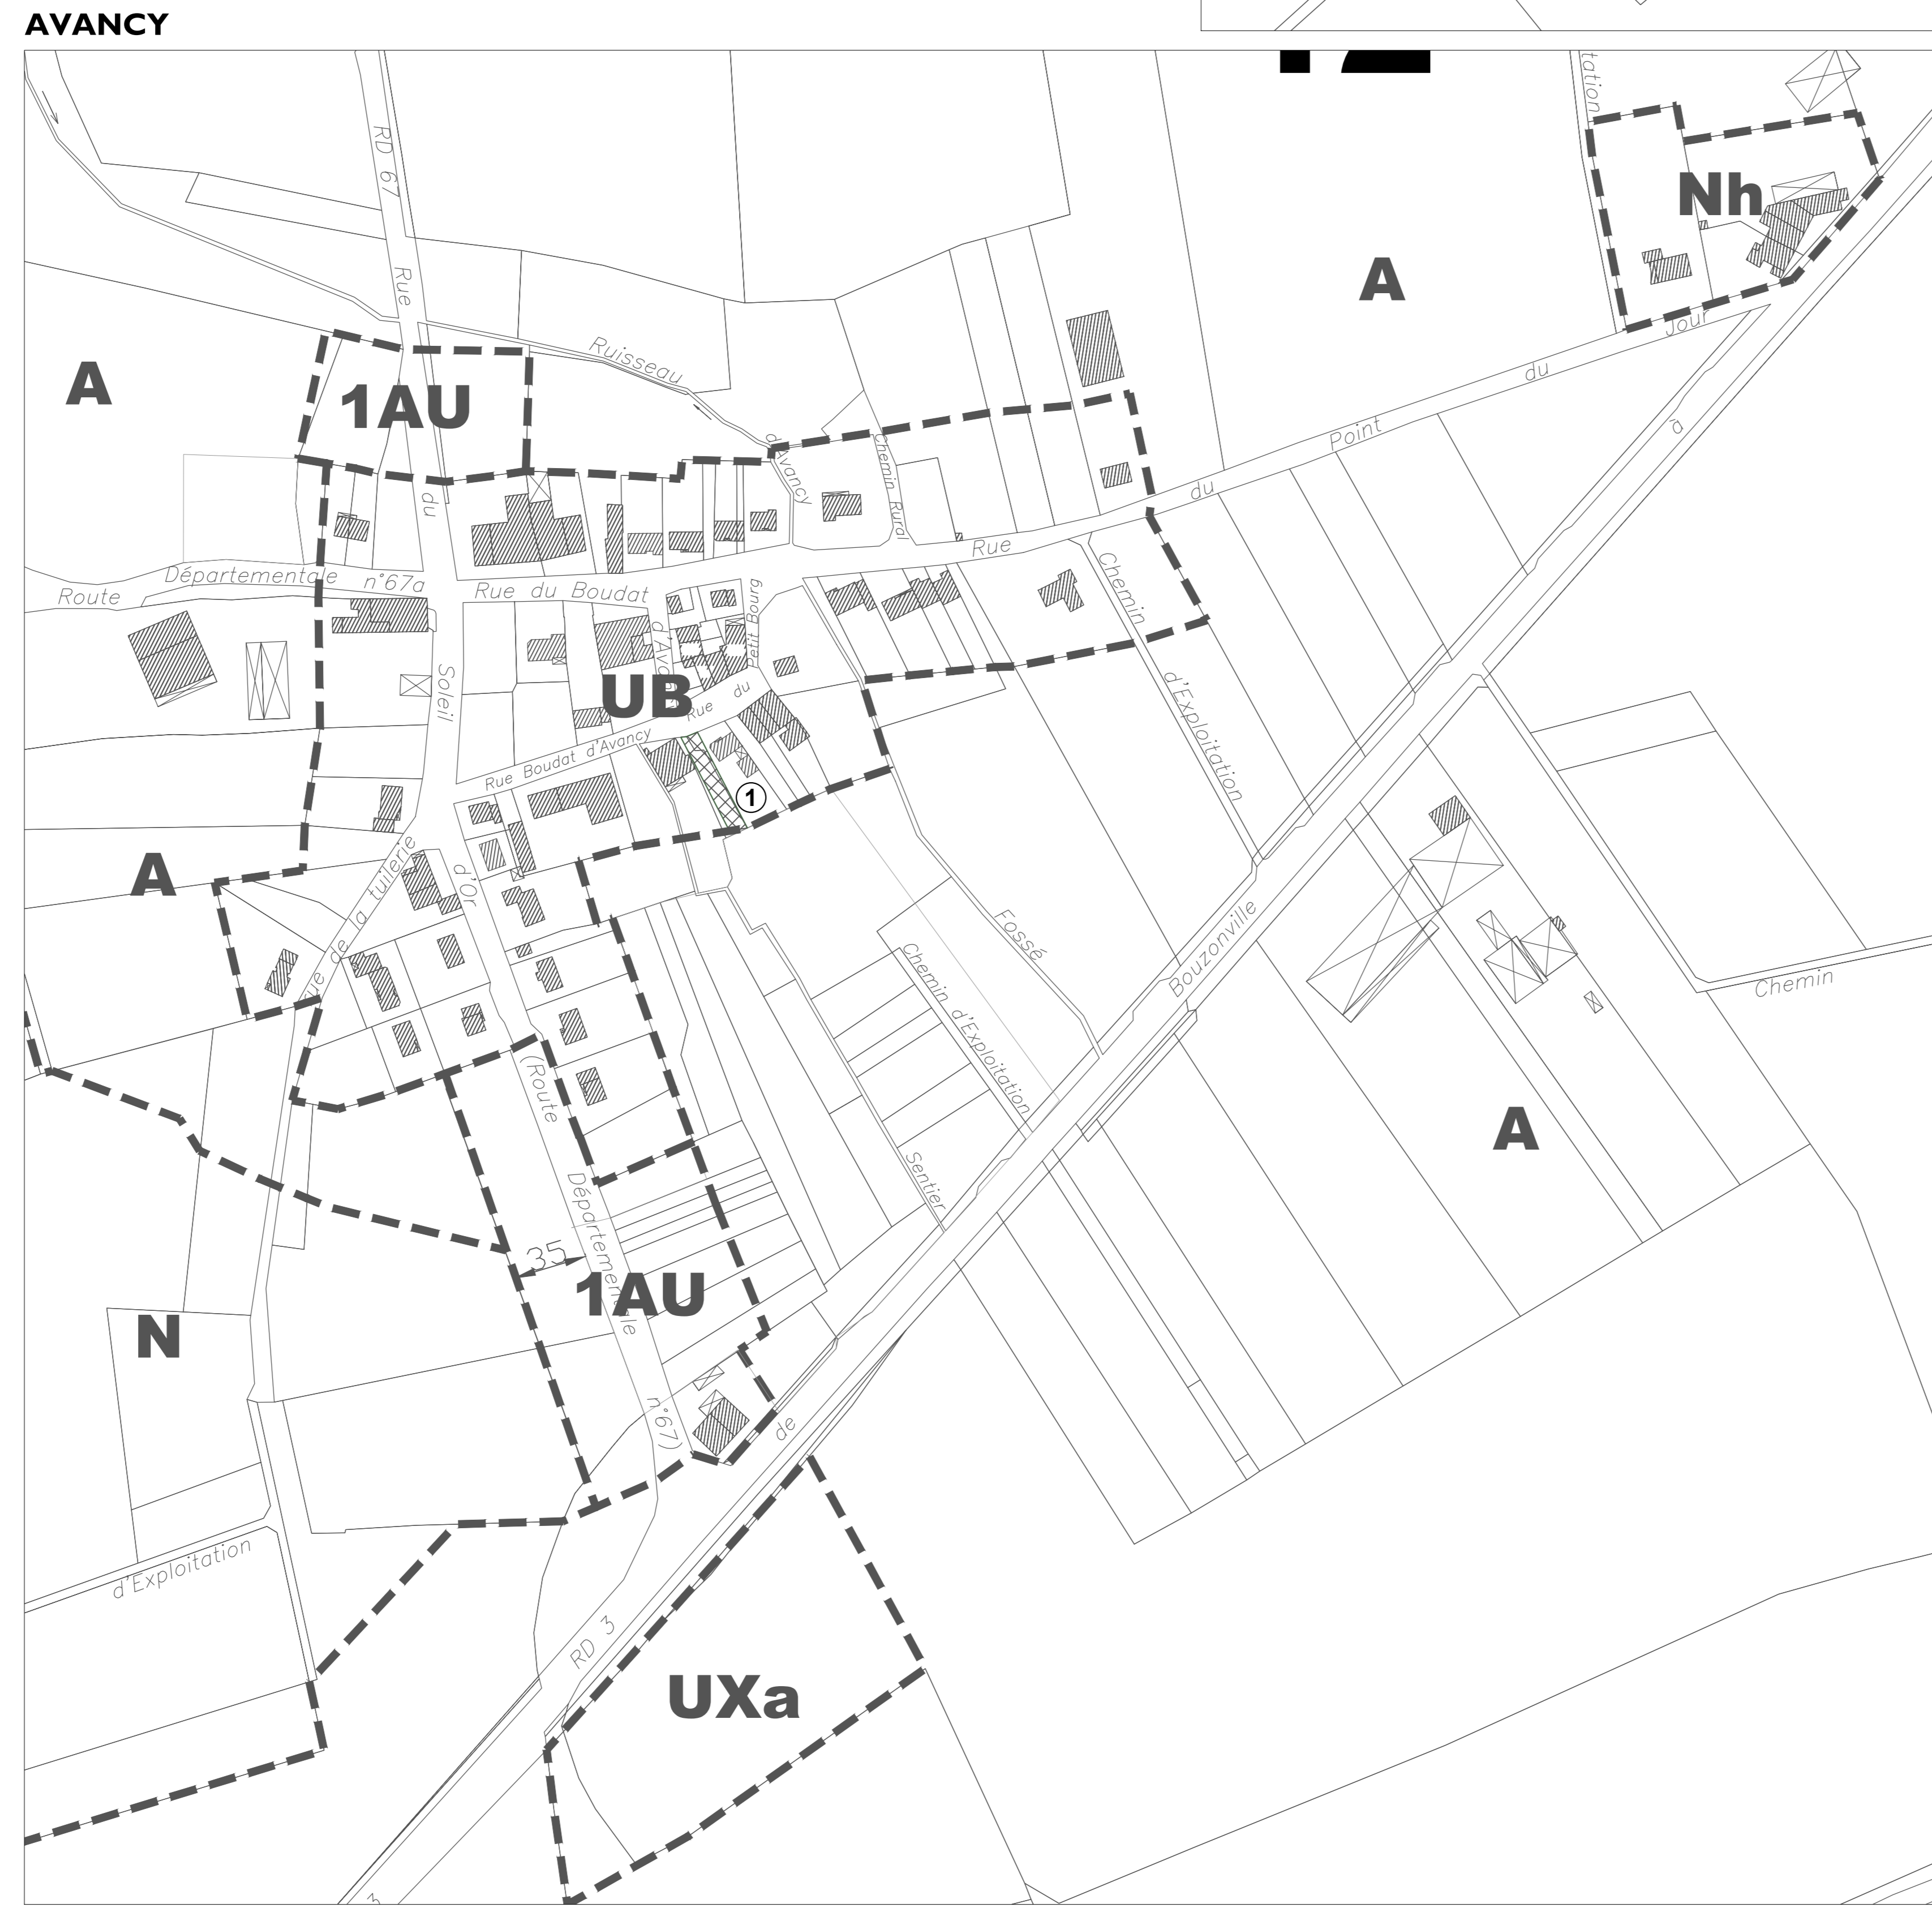 AVANCY
tation
RD 67
Nh
A
Rue
Jour
Ruisseau
du
A
1AU
Point
à
d'Avancy
Chemin Rural
du
du
Rue
Départementale n°67a
Route
Rue du Boudat
Petit Bourg
Chemin
d'Exploitation
Soleil
UB
Rue
du
Rue Boudat d'Avancy
1
Rue de la tuilerie
d'Or
A
Fossé
Bouzonville
Chemin d'Exploitation
Chemin
(Route
A
Sentier
Départementale
35
1AU
N
n°67)
de
d'Exploitation
RD 3
UXa
3